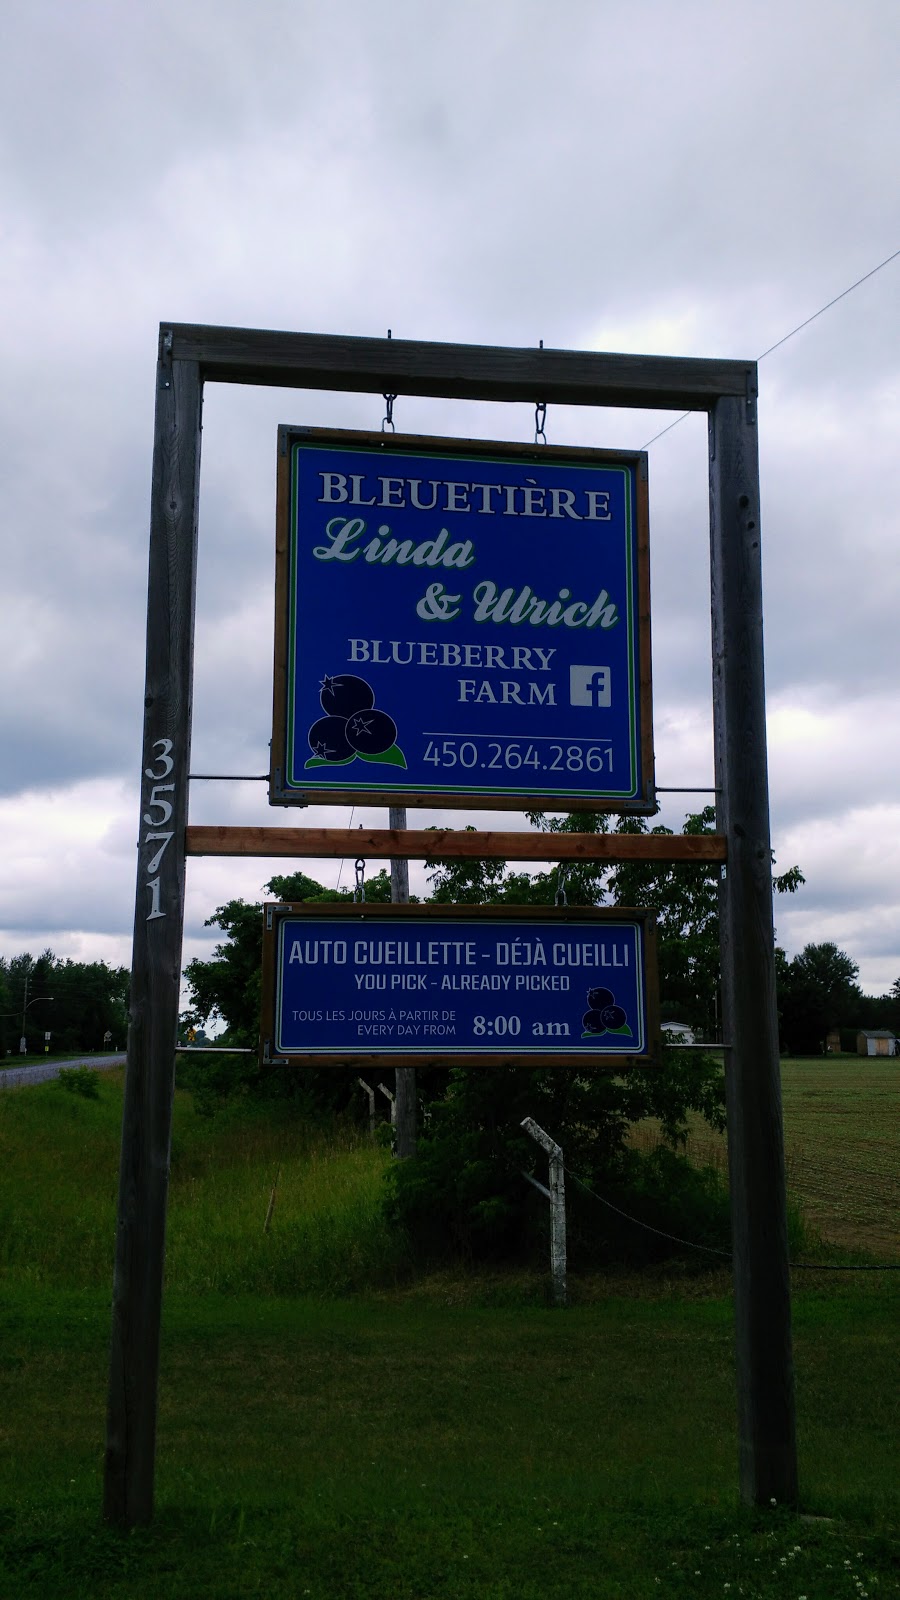 BLEUETIÈRE
Linda
& Ulrich
BLUEBERRY
FARM f
450.264.2861
3571
AUTO CUEILLETTE - DÉJÀ CUEILLI
YOU PICK - ALREADY PICKED
TOUS LES JOURS À PARTIR DE
EVERY DAY FROM 8:00 am